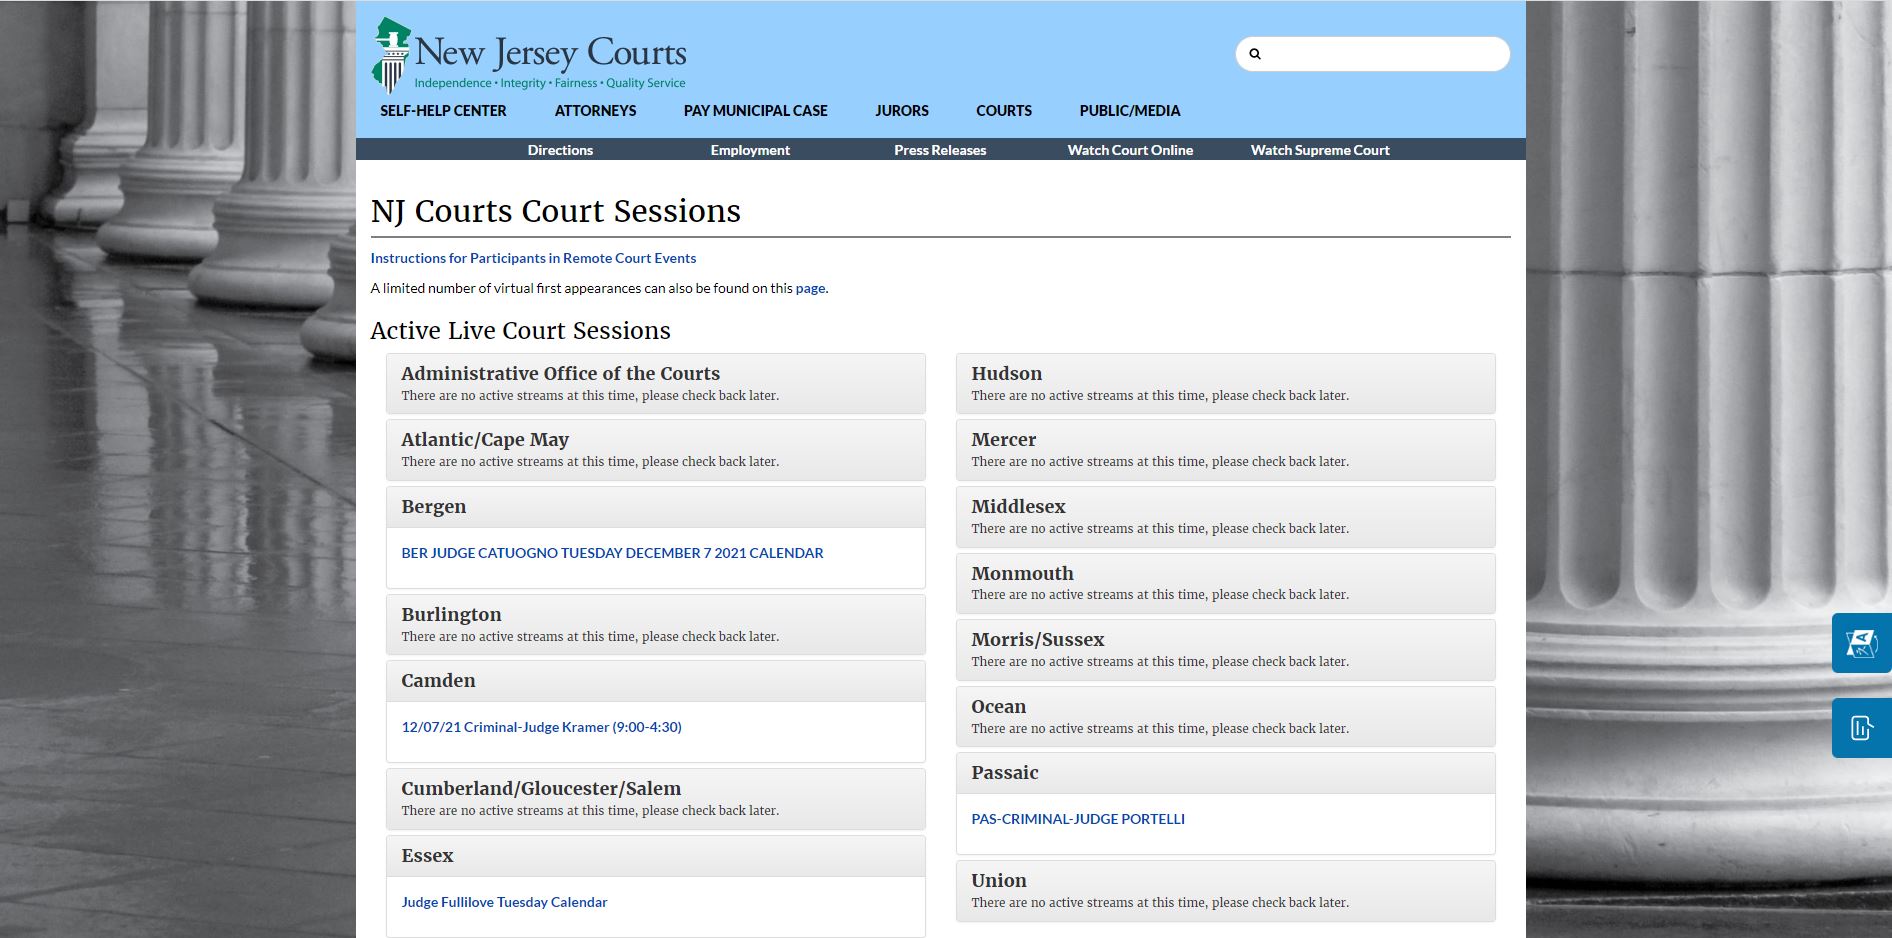 New Jersey Courts
Independence • Integrity • Fairness • Quality Service
SELF-HELP CENTER ATTORNEYS PAY MUNICIPAL CASE JURORS COURTS PUBLIC/MEDIA
Directions Employment Press Releases Watch Court Online Watch Supreme Court
NJ Courts Court Sessions
Instructions for Participants in Remote Court Events
A limited number of virtual first appearances can also be found on this page.
Active Live Court Sessions
Administrative Office of the Courts
There are no active streams at this time, please check back later.
Atlantic/Cape May
There are no active streams at this time, please check back later.
Bergen
BER JUDGE CATUOGNO TUESDAY DECEMBER 7 2021 CALENDAR
Burlington
There are no active streams at this time, please check back later.
Camden
12/07/21 Criminal-Judge Kramer (9:00-4:30)
Cumberland/Gloucester/Salem
There are no active streams at this time, please check back later.
Essex
Judge Fullilove Tuesday Calendar
Hudson
There are no active streams at this time, please check back later.
Mercer
There are no active streams at this time, please check back later.
Middlesex
There are no active streams at this time, please check back later.
Monmouth
There are no active streams at this time, please check back later.
Morris/Sussex
There are no active streams at this time, please check back later.
Ocean
There are no active streams at this time, please check back later.
Passaic
PAS-CRIMINAL-JUDGE PORTELLI
Union
There are no active streams at this time, please check back later.